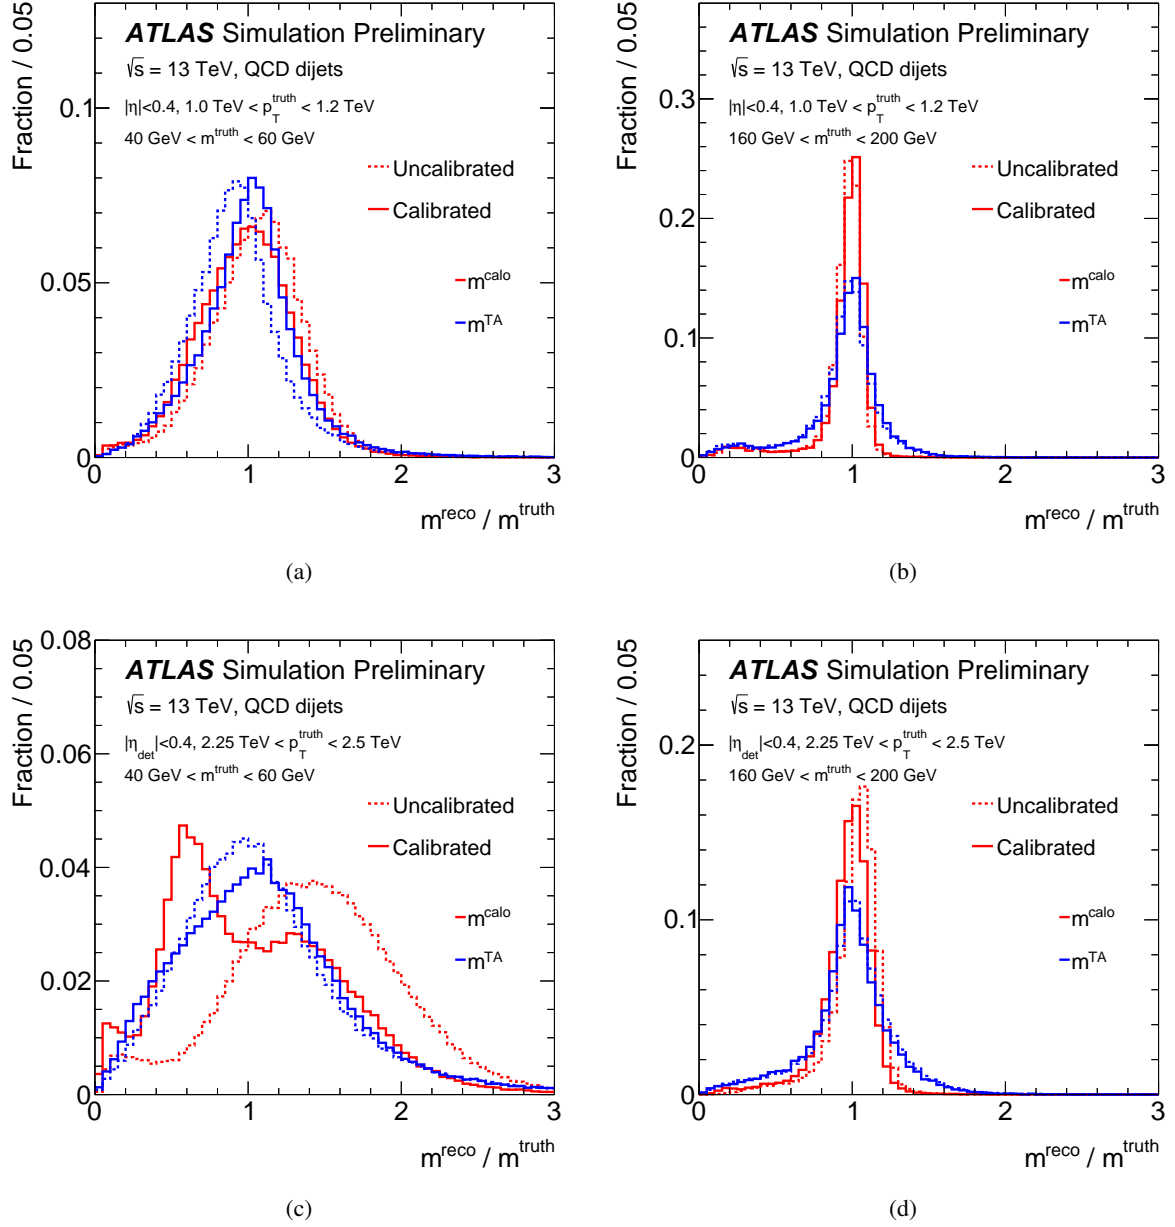 ATLAS Simulation Preliminary
√s = 13 TeV, QCD dijets
|η|<0.4, 1.0 TeV < p_T^truth < 1.2 TeV
40 GeV < m^truth < 60 GeV
Uncalibrated
Calibrated
m^calo
m^TA
Fraction / 0.05
0.1
0.05
0
0 1 2 3
m^reco / m^truth
(a)
ATLAS Simulation Preliminary
√s = 13 TeV, QCD dijets
|η|<0.4, 1.0 TeV < p_T^truth < 1.2 TeV
160 GeV < m^truth < 200 GeV
Uncalibrated
Calibrated
m^calo
m^TA
Fraction / 0.05
0.3
0.2
0.1
0
0 1 2 3
m^reco / m^truth
(b)
ATLAS Simulation Preliminary
√s = 13 TeV, QCD dijets
|η_det|<0.4, 2.25 TeV < p_T^truth < 2.5 TeV
40 GeV < m^truth < 60 GeV
Uncalibrated
Calibrated
m^calo
m^TA
Fraction / 0.05
0.08
0.06
0.04
0.02
0
0 1 2 3
m^reco / m^truth
(c)
ATLAS Simulation Preliminary
√s = 13 TeV, QCD dijets
|η_det|<0.4, 2.25 TeV < p_T^truth < 2.5 TeV
160 GeV < m^truth < 200 GeV
Uncalibrated
Calibrated
m^calo
m^TA
Fraction / 0.05
0.2
0.1
0
0 1 2 3
m^reco / m^truth
(d)